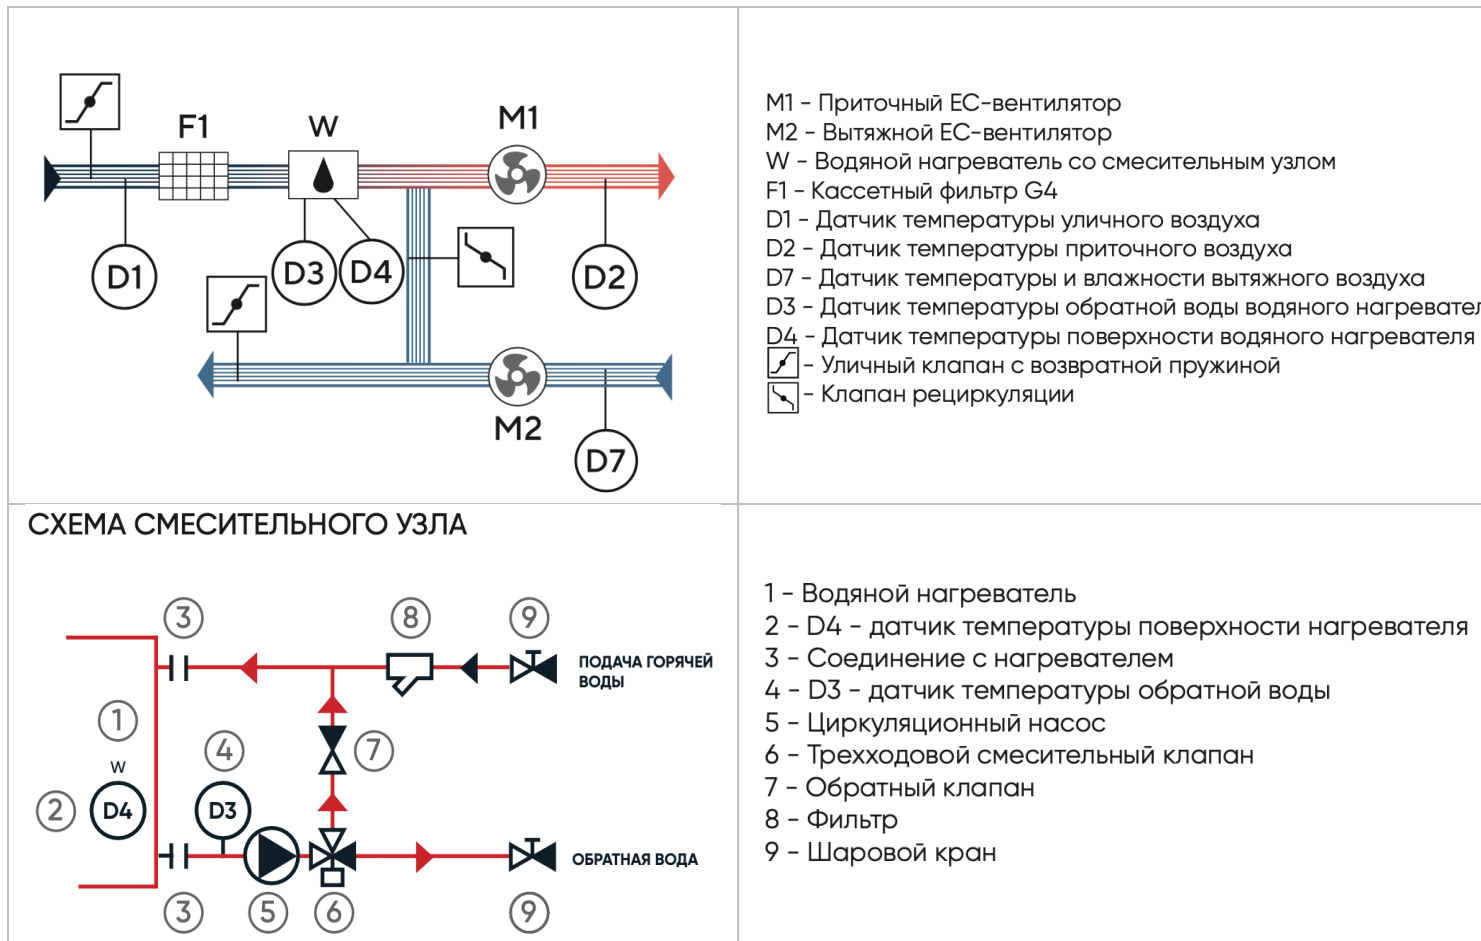 F1
W
M1
D1
D3
D4
D2
M2
D7
M1 - Приточный ЕС-вентилятор
M2 - Вытяжной ЕС-вентилятор
W - Водяной нагреватель со смесительным узлом
F1 - Кассетный фильтр G4
D1 - Датчик температуры уличного воздуха
D2 - Датчик температуры приточного воздуха
D7 - Датчик температуры и влажности вытяжного воздуха
D3 - Датчик температуры обратной воды водяного нагревател
D4 - Датчик температуры поверхности водяного нагревателя
- Уличный клапан с возвратной пружиной
- Клапан рециркуляции
СХЕМА СМЕСИТЕЛЬНОГО УЗЛА
3
8
9
ПОДАЧА ГОРЯЧЕЙ
ВОДЫ
1
4
7
W
2
D4
D3
ОБРАТНАЯ ВОДА
3
5
6
9
1 - Водяной нагреватель
2 - D4 - датчик температуры поверхности нагревателя
3 - Соединение с нагревателем
4 - D3 - датчик температуры обратной воды
5 - Циркуляционный насос
6 - Трехходовой смесительный клапан
7 - Обратный клапан
8 - Фильтр
9 - Шаровой кран